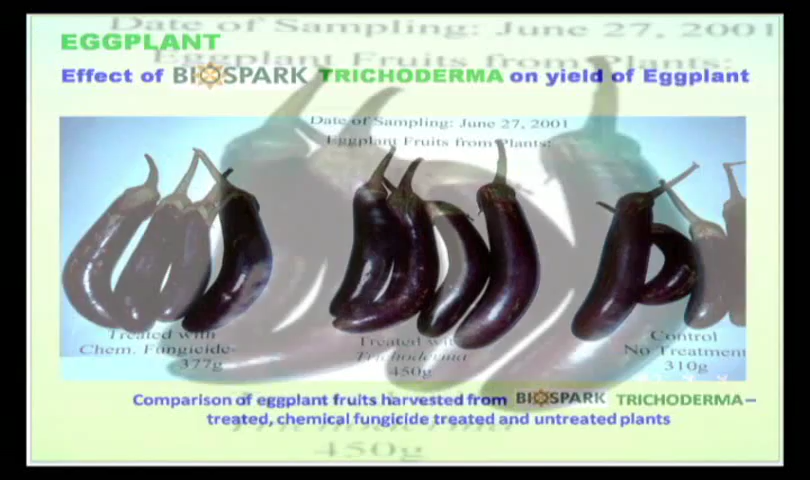 Date of Sampling: June 27, 2001
EGGPLANT
Eggplant Fruits from Plants:
Effect of BIOSPARK TRICHODERMA on yield of Eggplant
Date of Sampling: June 27, 2001
Eggplant Fruits from Plants:
Treated with
Chem. Fungicide-
377g
Treated with
Trichoderma
450g
Control
No Treatment
310g
Comparison of eggplant fruits harvested from BIOSPARK TRICHODERMA–
treated, chemical fungicide treated and untreated plants
450g